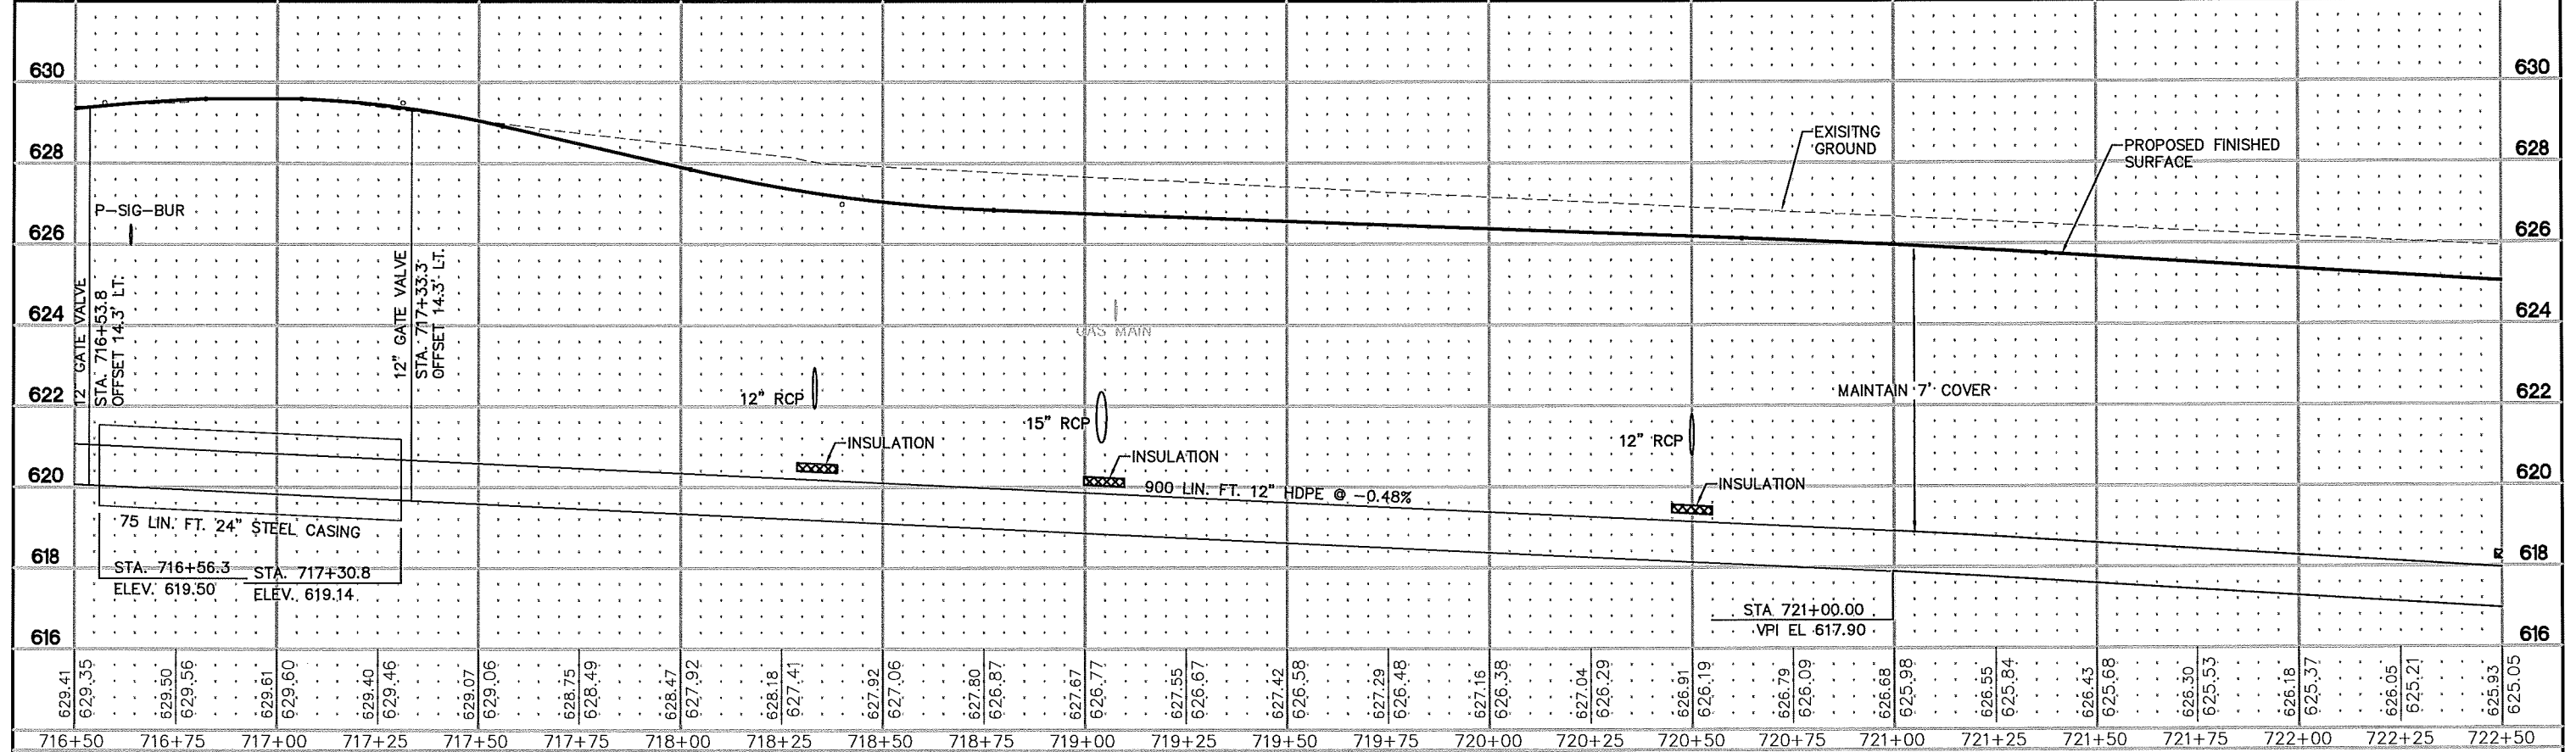 630
628
626
624
622
620
618
616
630
628
626
624
622
620
618
616
12" GATE VALVE
STA. 716+53.8
OFFSET 14.3' LT.
P-SIG-BUR
12" GATE VALVE
STA. 717+33.3
OFFSET 14.3' LT.
75 LIN. FT. 24" STEEL CASING
STA. 716+56.3
ELEV. 619.50
STA. 717+30.8
ELEV. 619.14
12" RCP
INSULATION
GAS MAIN
15" RCP
INSULATION
900 LIN. FT. 12" HDPE @ -0.48%
12" RCP
INSULATION
EXISITNG
GROUND
PROPOSED FINISHED
SURFACE
MAINTAIN 7' COVER
STA 721+00.00
VPI EL 617.90
629.41
629.35
629.50
629.56
629.61
629.60
629.40
629.46
629.07
629.06
628.75
628.49
628.47
627.92
628.18
627.41
627.92
627.06
627.80
626.87
627.67
626.77
627.55
626.67
627.42
626.58
627.29
626.48
627.16
626.38
627.04
626.29
626.91
626.19
626.79
626.09
626.68
625.98
626.55
625.84
626.43
625.68
626.30
625.53
626.18
625.37
626.05
625.21
625.93
625.05
716+50 716+75 717+00 717+25 717+50 717+75 718+00 718+25 718+50 718+75 719+00 719+25 719+50 719+75 720+00 720+25 720+50 720+75 721+00 721+25 721+50 721+75 722+00 722+25 722+50